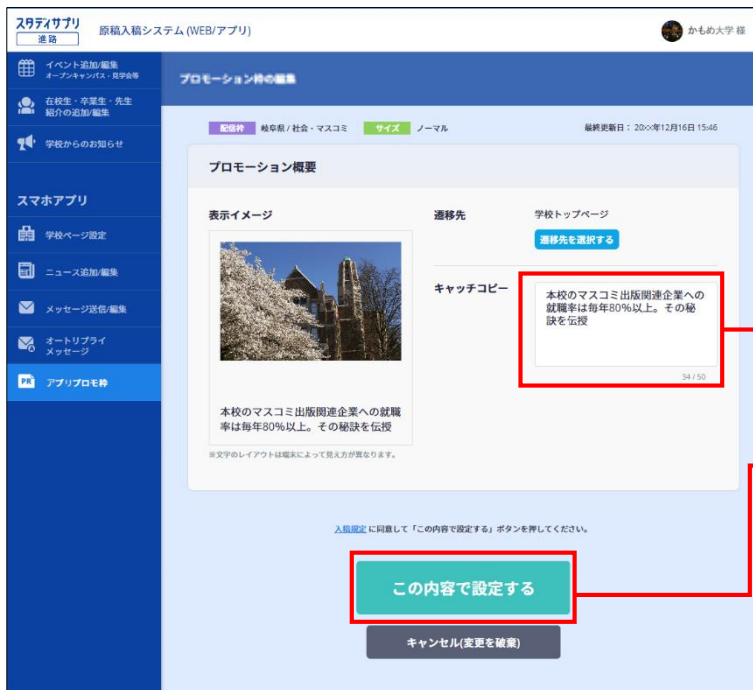 スタディサプリ
進路
原稿入稿システム (WEB/アプリ)
かもめ大学 様
イベント追加/編集
オープンキャンパス・見学会等
在校生・卒業生・先生
紹介の追加/編集
学校からのお知らせ
スマホアプリ
学校ページ設定
ニュース追加/編集
メッセージ送信/編集
オートリプライ
メッセージ
PR アプリプロモ枠
プロモーション枠の編集
配信枠 岐阜県/社会・マスコミ サイズ ノーマル
最終更新日: 20××年12月16日 15:46
プロモーション概要
表示イメージ
本校のマスコミ出版関連企業への就職
率は毎年80%以上。その秘訣を伝授
※文字のレイアウトは端末によって見え方が異なります。
遷移先
学校トップページ
遷移先を選択する
キャッチコピー
本校のマスコミ出版関連企業への
就職率は毎年80%以上。その秘
訣を伝授
34 / 50
入稿規定 に同意して「この内容で設定する」ボタンを押してください。
この内容で設定する
キャンセル(変更を破棄)